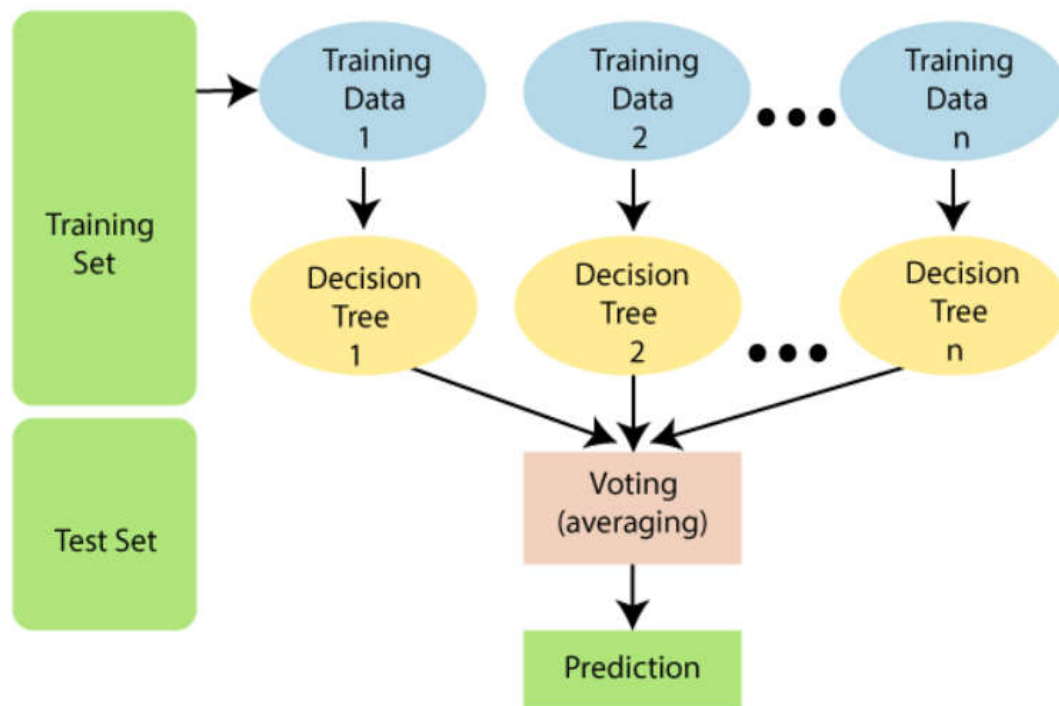 Training
Set
Test Set
Training
Data
1
Training
Data
2
Training
Data
n
Decision
Tree
1
Decision
Tree
2
Decision
Tree
n
Voting
(averaging)
Prediction